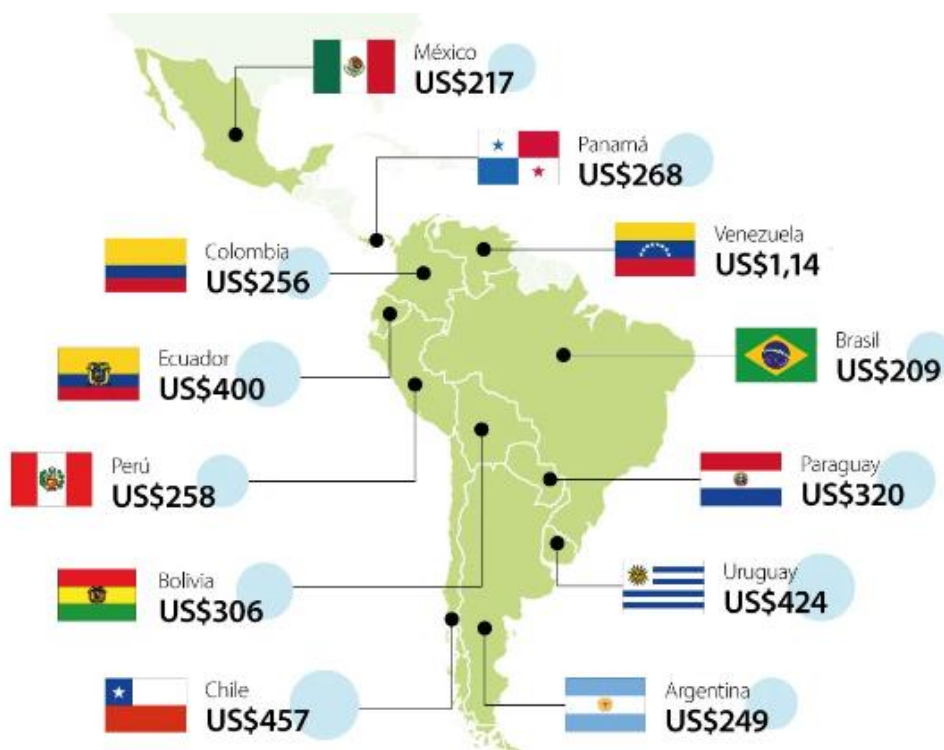 México
US$217
Panamá
US$268
Colombia
US$256
Venezuela
US$1,14
Ecuador
US$400
Brasil
US$209
Perú
US$258
Paraguay
US$320
Bolivia
US$306
Uruguay
US$424
Chile
US$457
Argentina
US$249